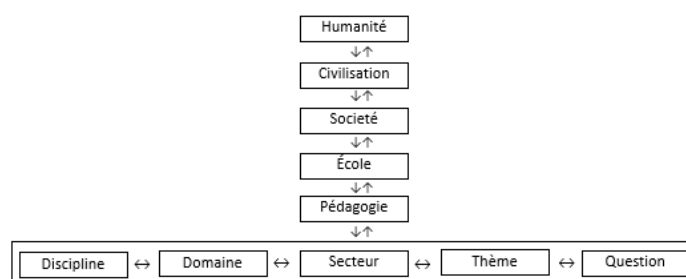 Humanité
↓↑
Civilisation
↓↑
Societé
↓↑
École
↓↑
Pédagogie
↓↑
Discipline ↔ Domaine ↔ Secteur ↔ Thème ↔ Question